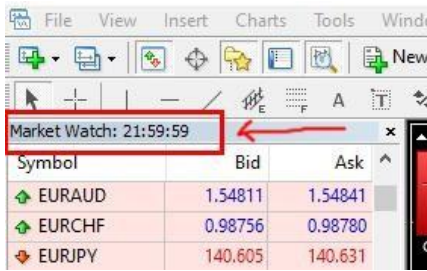 File View Insert Charts Tools
New
E F A T
Market Watch: 21:59:59 x
Symbol Bid Ask
EURAUD 1.54811 1.54841
EURCHF 0.98756 0.98780
EURJPY 140.605 140.631